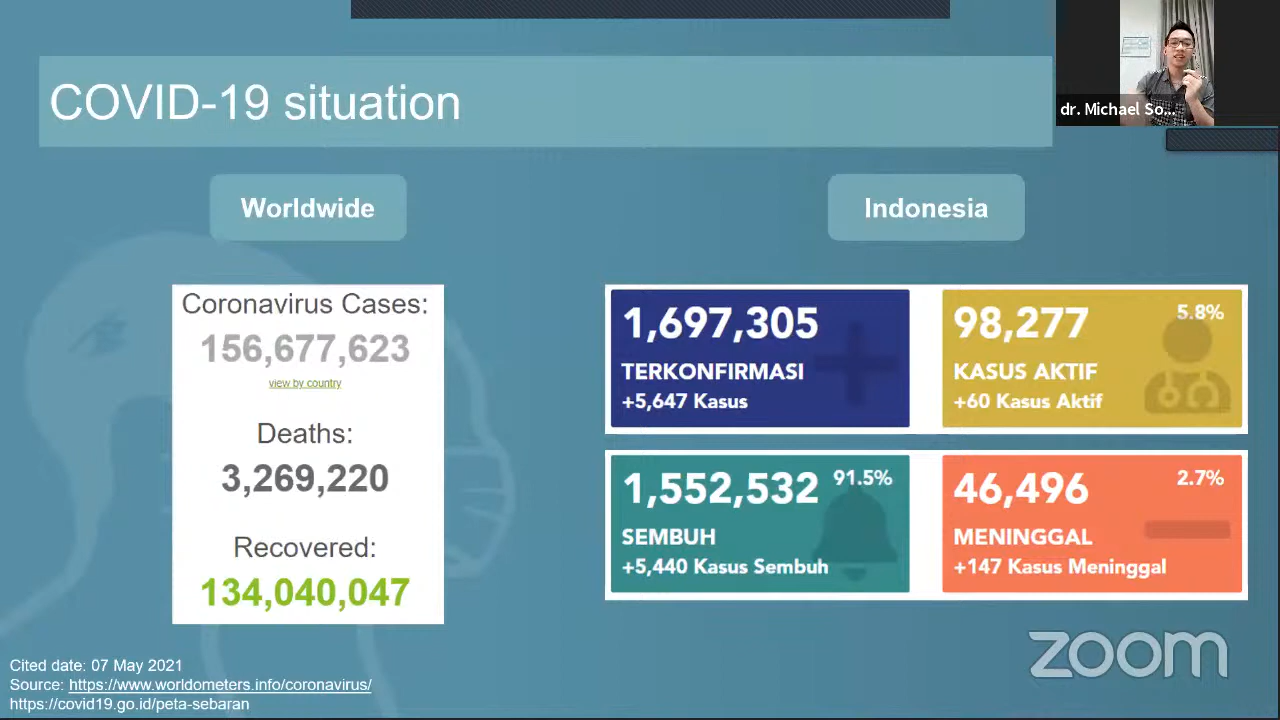 COVID-19 situation
dr. Michael So...
Worldwide
Indonesia
Coronavirus Cases:
156,677,623
view by country
Deaths:
3,269,220
Recovered:
134,040,047
1,697,305
TERKONFIRMASI
+5,647 Kasus
98,277
5.8%
KASUS AKTIF
+60 Kasus Aktif
1,552,532
91.5%
SEMBUH
+5,440 Kasus Sembuh
46,496
2.7%
MENINGGAL
+147 Kasus Meninggal
Cited date: 07 May 2021
Source: https://www.worldometers.info/coronavirus/
https://covid19.go.id/peta-sebaran
zoom